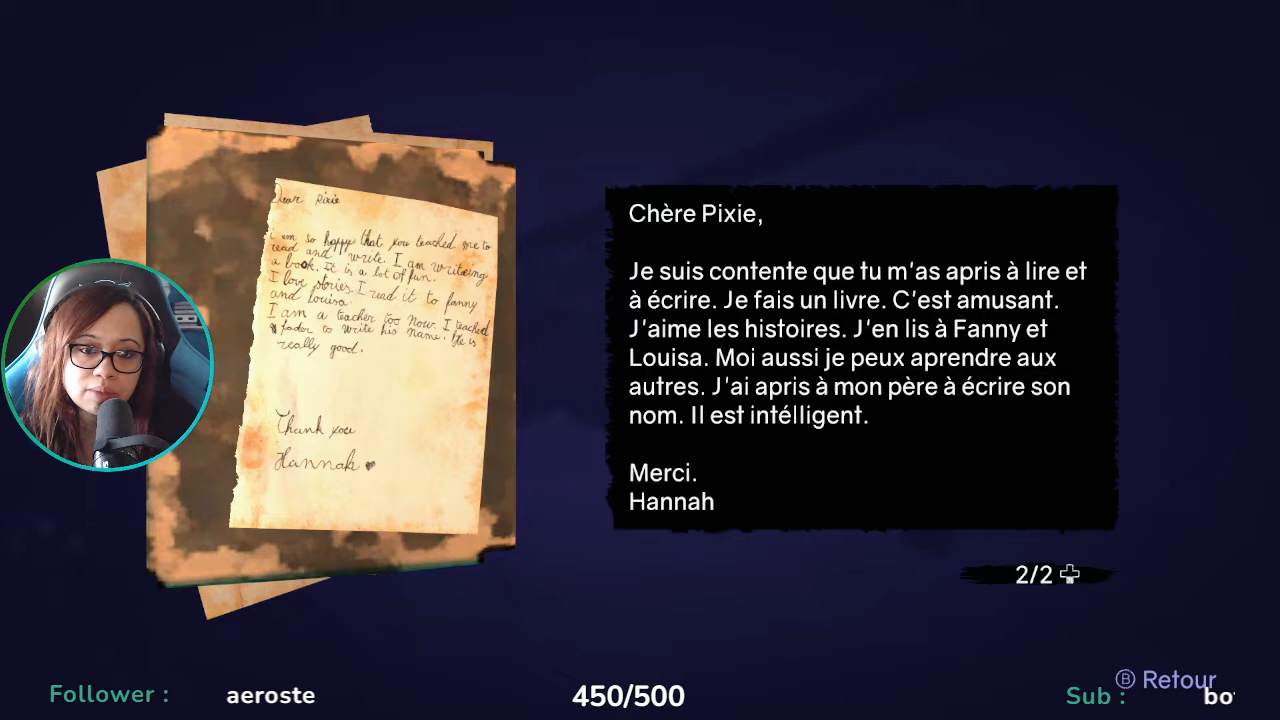 Dear Pixie
i am so happy that you teached me to
read and write. I am writeing
a book. It is a lot of fun.
I love stories. I read it to fanny
and louisa.
I am a teacher too now. I teached
fader to write his name. He is
really good.
Thank you
Hannah
Chère Pixie,
Je suis contente que tu m'as apris à lire et
à écrire. Je fais un livre. C'est amusant.
J'aime les histoires. J'en lis à Fanny et
Louisa. Moi aussi je peux aprendre aux
autres. J'ai apris à mon père à écrire son
nom. Il est intélligent.
Merci.
Hannah
2/2
B Retour
Follower : aeroste
450/500
Sub : bo